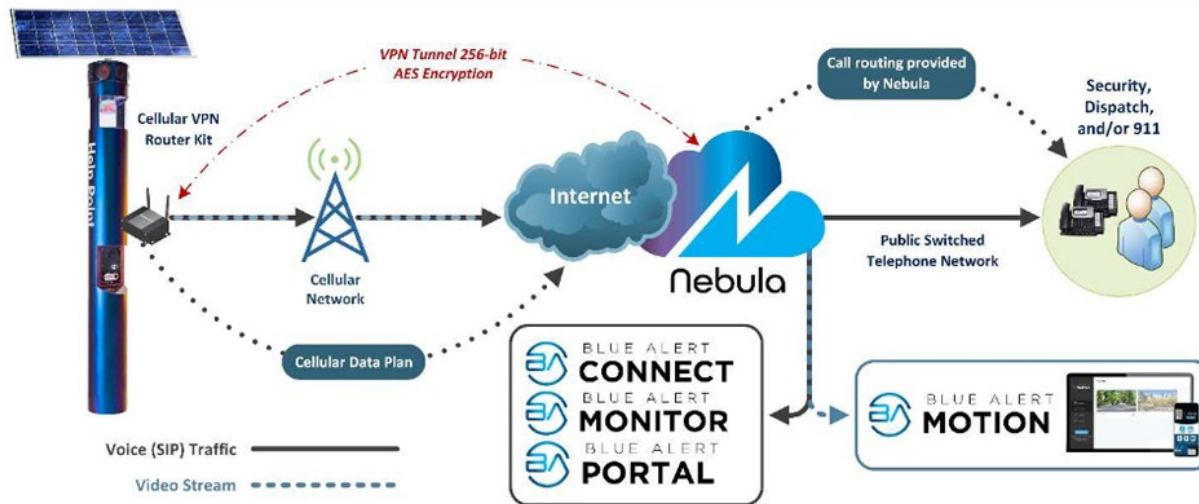 VPN Tunnel 256-bit
AES Encryption
Call routing provided
by Nebula
Security,
Dispatch,
and/or 911
Cellular VPN
Router Kit
Help Point
Internet
Cellular
Network
nebula
Public Switched
Telephone Network
Cellular Data Plan
BLUE ALERT
CONNECT
BLUE ALERT
MONITOR
BLUE ALERT
PORTAL
BLUE ALERT
MOTION
Voice (SIP) Traffic
Video Stream